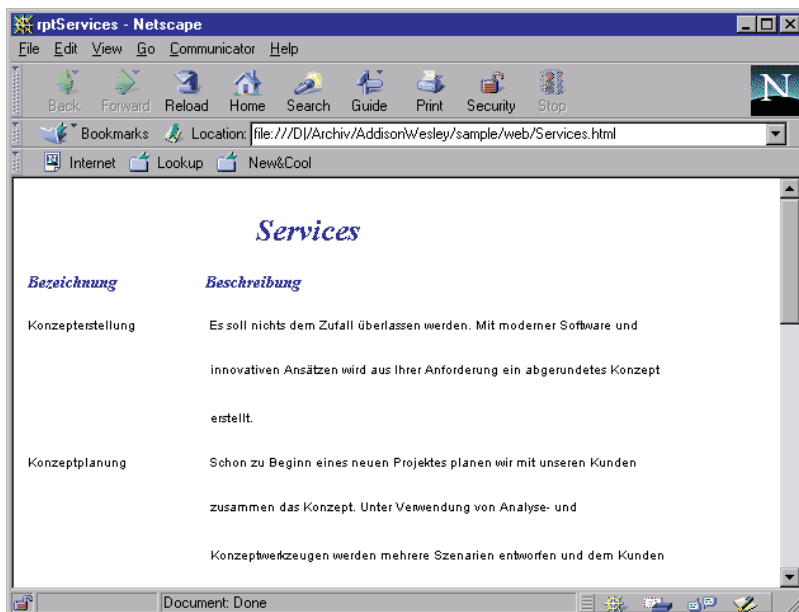 rptServices - Netscape
File Edit View Go Communicator Help
Back Forward Reload Home Search Guide Print Security Stop
N
Bookmarks Location: file:///D|/Archiv/AddisonWesley/sample/web/Services.html
Internet Lookup New&Cool
Services
Bezeichnung Beschreibung
Konzepterstellung Es soll nichts dem Zufall überlassen werden. Mit moderner Software und
innovativen Ansätzen wird aus Ihrer Anforderung ein abgerundetes Konzept
erstellt.
Konzeptplanung Schon zu Beginn eines neuen Projektes planen wir mit unseren Kunden
zusammen das Konzept. Unter Verwendung von Analyse- und
Konzeptwerkzeugen werden mehrere Szenarien entworfen und dem Kunden
Document: Done